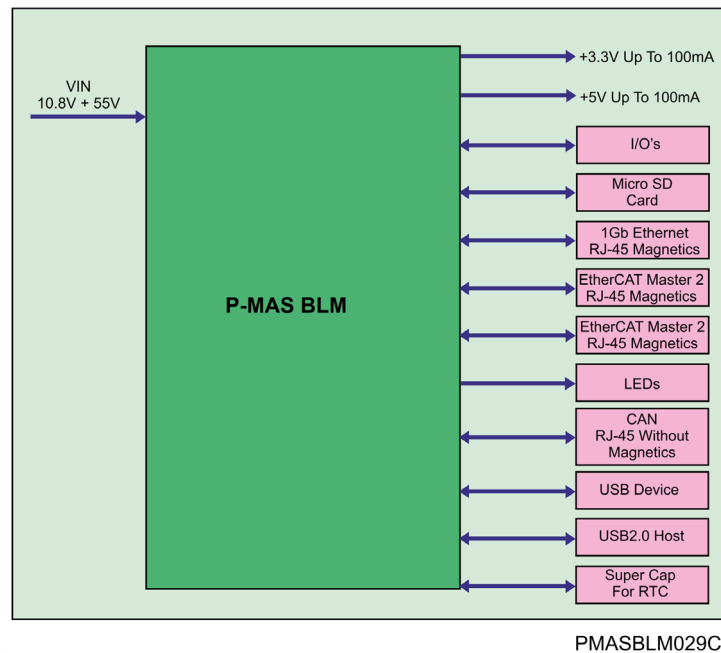 VIN
10.8V + 55V
P-MAS BLM
+3.3V Up To 100mA
+5V Up To 100mA
I/O's
Micro SD
Card
1Gb Ethernet
RJ-45 Magnetics
EtherCAT Master 2
RJ-45 Magnetics
EtherCAT Master 2
RJ-45 Magnetics
LEDs
CAN
RJ-45 Without
Magnetics
USB Device
USB2.0 Host
Super Cap
For RTC
PMASBLM029C